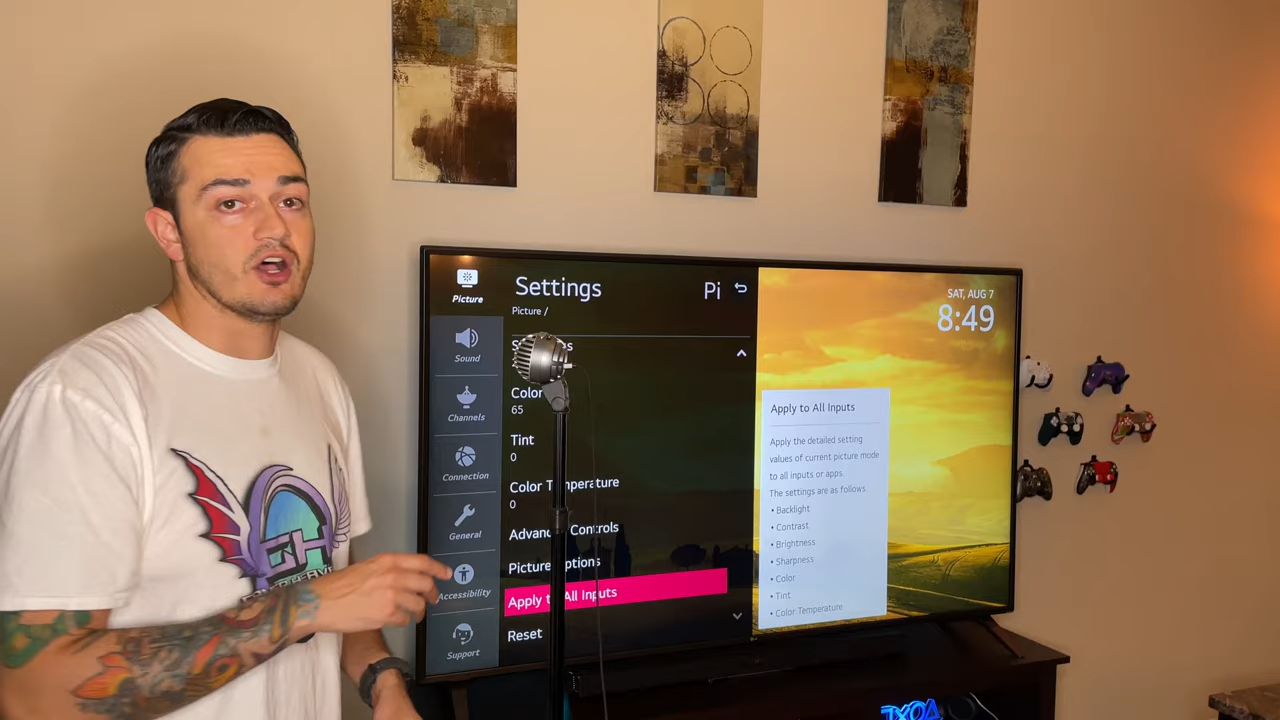 Picture
Sound
Channels
Connection
General
Accessibility
Support
Settings
Pi
Picture /
Color
65
Tint
0
Color Temperature
0
Controls
Picture Options
Apply to All Inputs
Reset
SAT, AUG 7
8:49
Apply to All Inputs
Apply the detailed setting
values of current picture mode
to all inputs or apps.
The settings are as follows
• Backlight
• Contrast
• Brightness
• Sharpness
• Color
• Tint
• Color Temperature